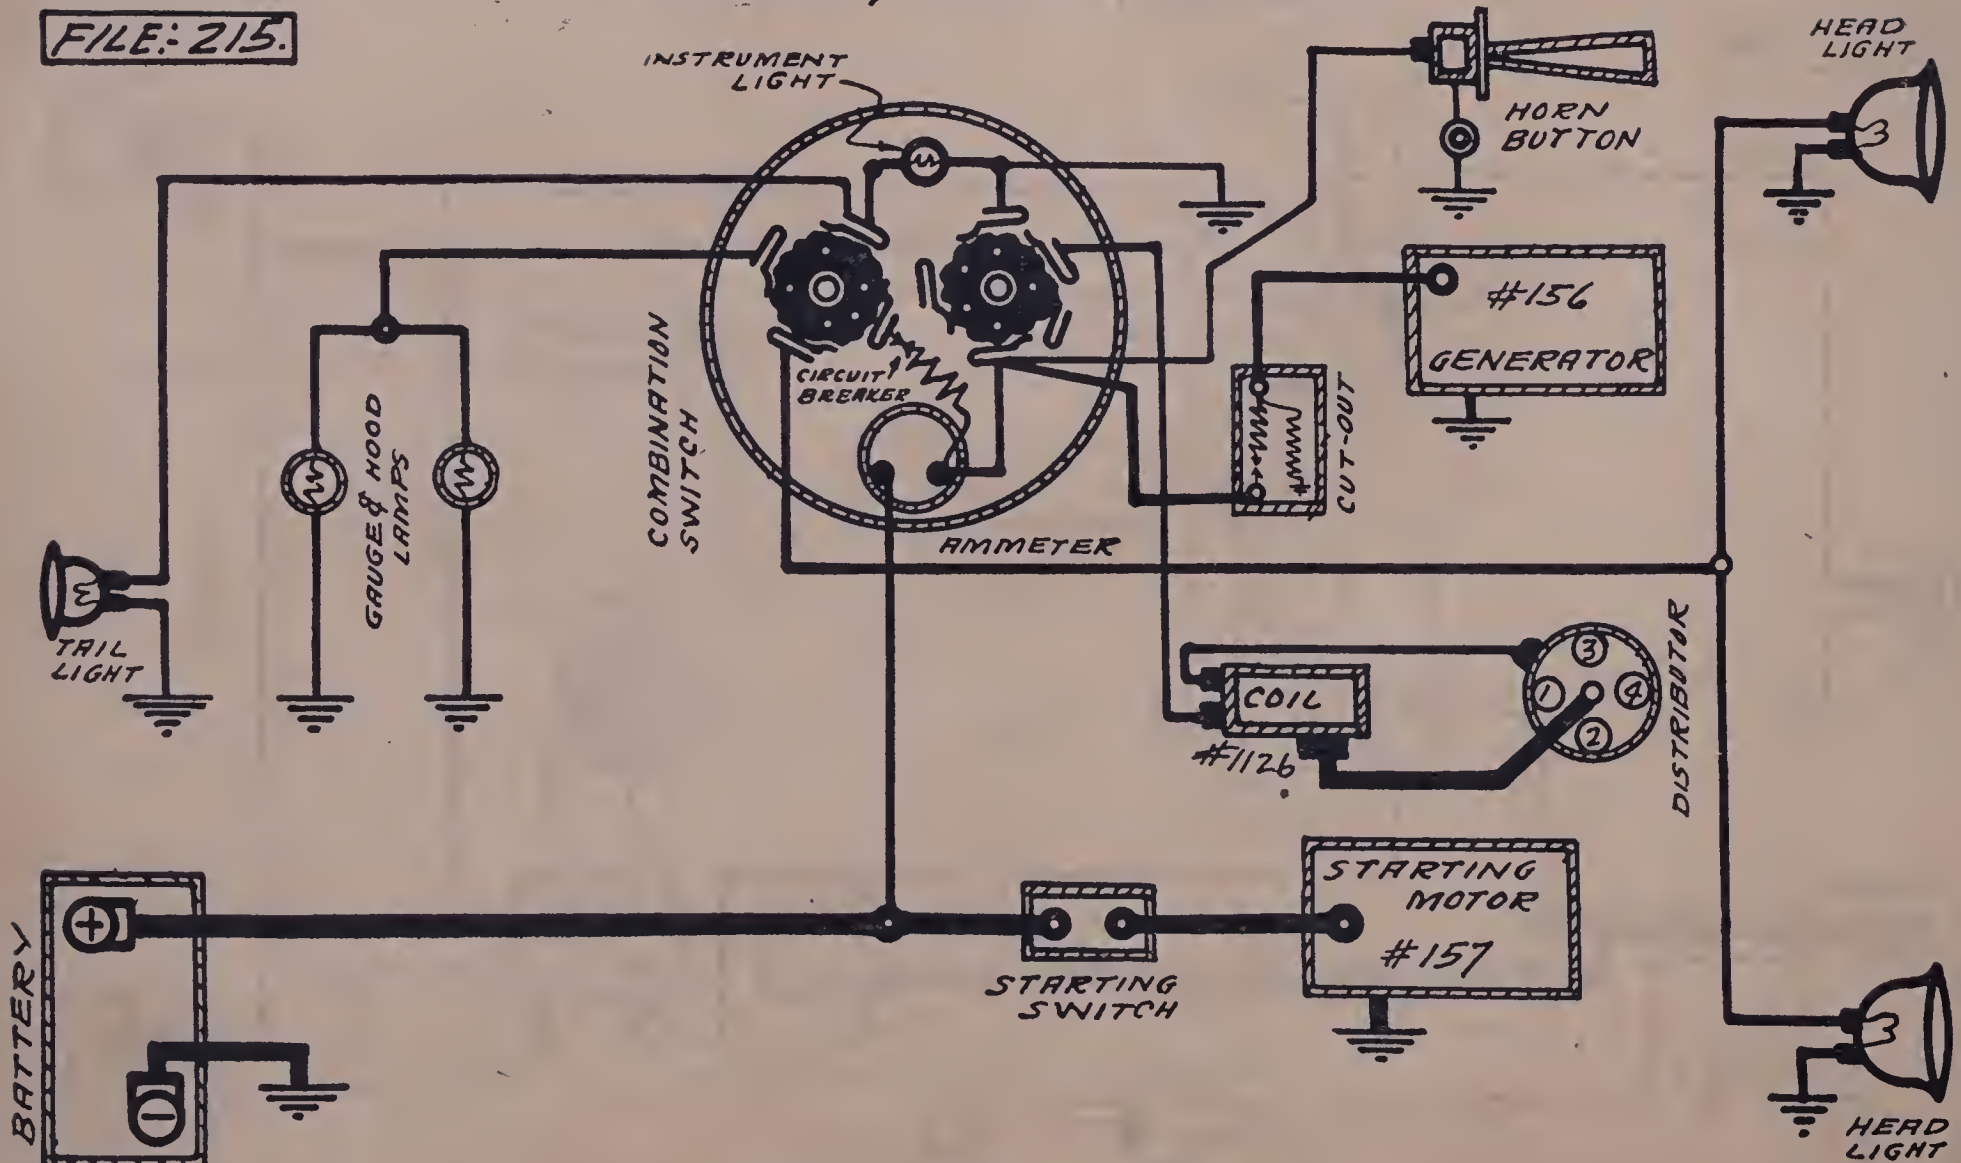 FILE:- 215.
INSTRUMENT
LIGHT
HEAD
LIGHT
HORN
BUTTON
#156
GENERATOR
COMBINATION
SWITCH
CIRCUIT
BREAKER
CUT-OUT
GAUGE & HOOD
LAMPS
AMMETER
TAIL
LIGHT
COIL
#1126
3
1
4
2
DISTRIBUTOR
BATTERY
+
−
STARTING
SWITCH
STARTING
MOTOR
#157
HEAD
LIGHT